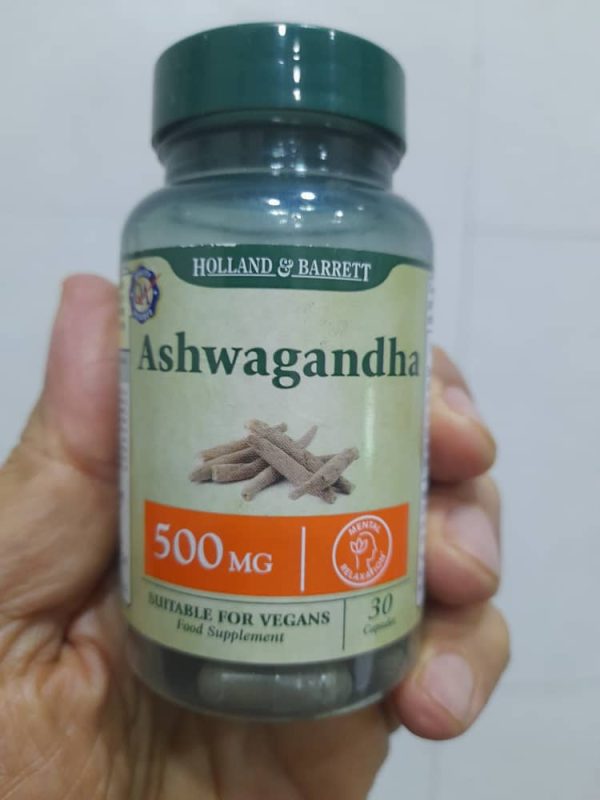 HOLLAND & BARRETT
Ashwagandha
500 MG
MENTAL
RELAXATION
SUITABLE FOR VEGANS
Food Supplement
30
Capsules